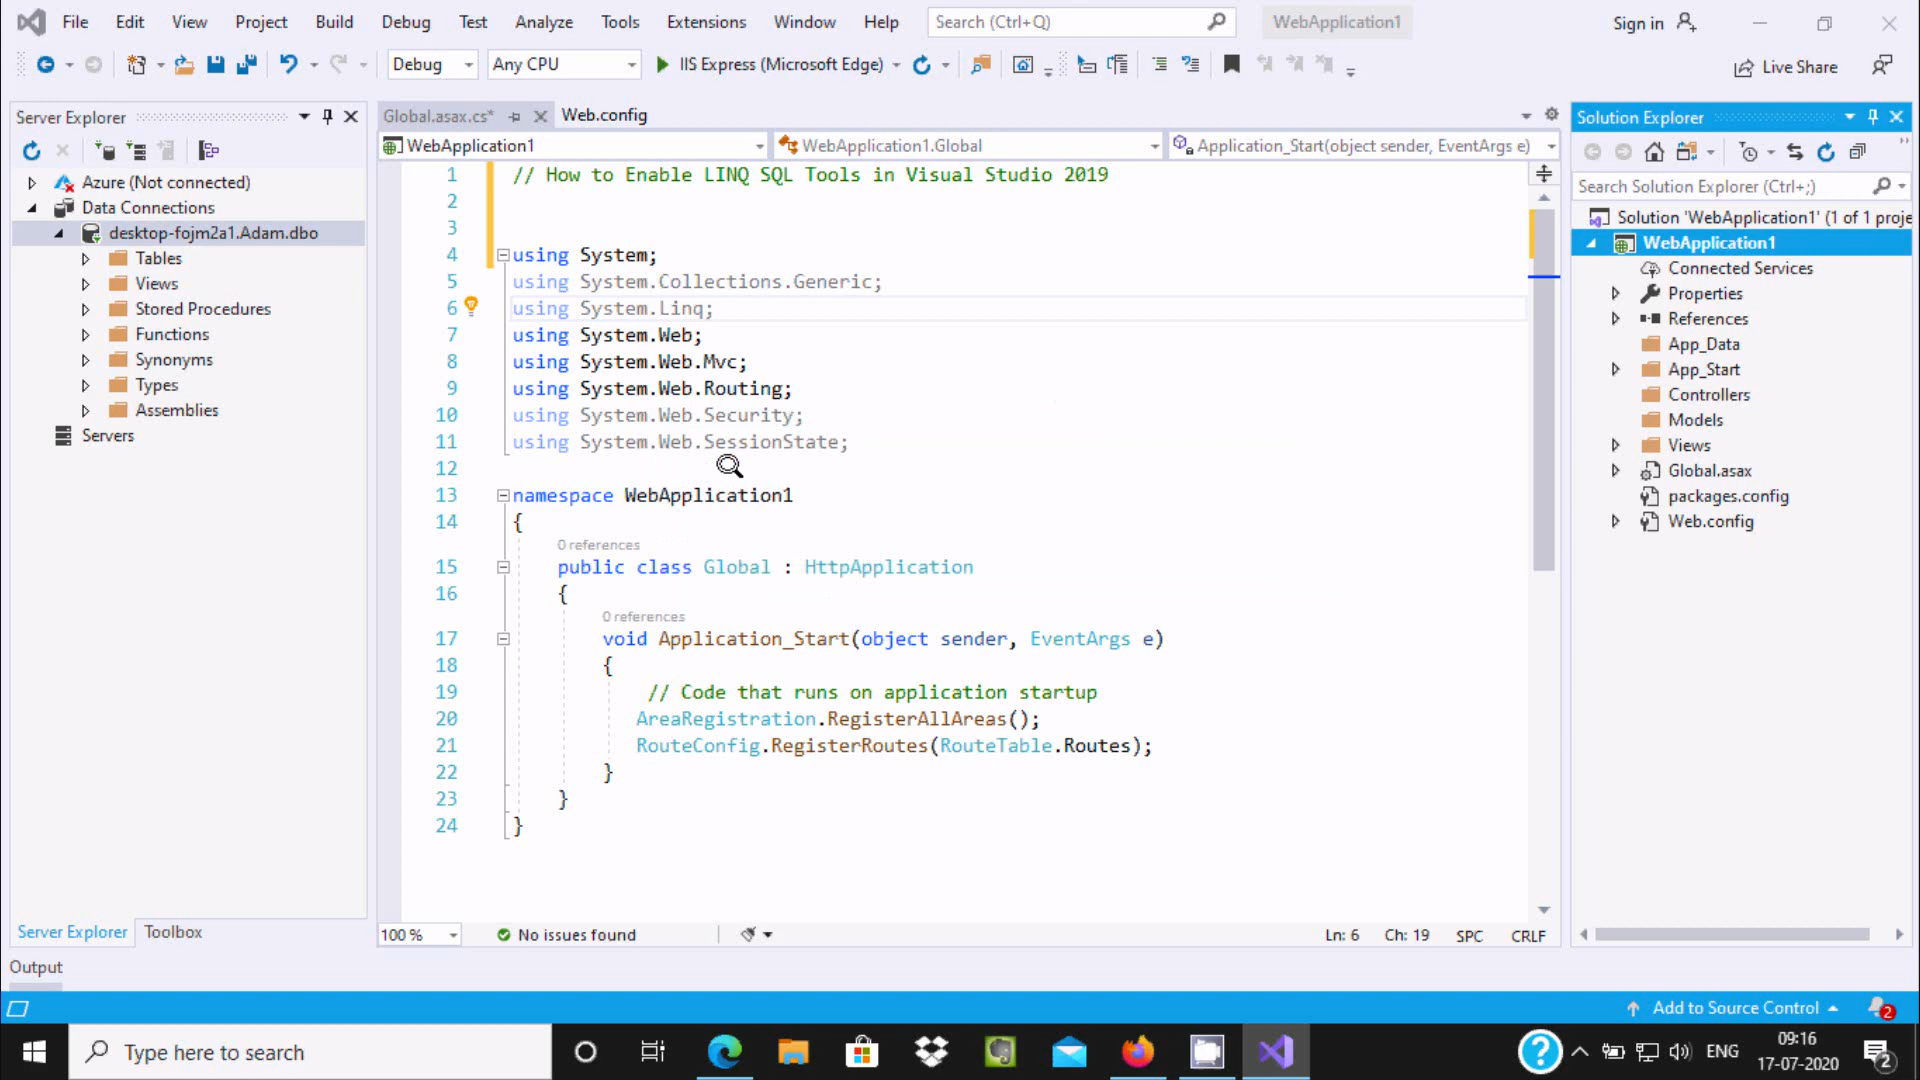 File Edit View Project Build Debug Test Analyze Tools Extensions Window Help Search (Ctrl+Q) WebApplication1 Sign in
Debug Any CPU IIS Express (Microsoft Edge) Live Share
Server Explorer
Azure (Not connected)
Data Connections
desktop-fojm2a1.Adam.dbo
Tables
Views
Stored Procedures
Functions
Synonyms
Types
Assemblies
Servers
Server Explorer Toolbox
Global.asax.cs* Web.config
WebApplication1 WebApplication1.Global Application_Start(object sender, EventArgs e)
1 // How to Enable LINQ SQL Tools in Visual Studio 2019
2
3
4 using System;
5 using System.Collections.Generic;
6 using System.Linq;
7 using System.Web;
8 using System.Web.Mvc;
9 using System.Web.Routing;
10 using System.Web.Security;
11 using System.Web.SessionState;
12
13 namespace WebApplication1
14 {
0 references
15 public class Global : HttpApplication
16 {
0 references
17 void Application_Start(object sender, EventArgs e)
18 {
19 // Code that runs on application startup
20 AreaRegistration.RegisterAllAreas();
21 RouteConfig.RegisterRoutes(RouteTable.Routes);
22 }
23 }
24 }
100 % No issues found Ln: 6 Ch: 19 SPC CRLF
Solution Explorer
Search Solution Explorer (Ctrl+;)
Solution 'WebApplication1' (1 of 1 proje
WebApplication1
Connected Services
Properties
References
App_Data
App_Start
Controllers
Models
Views
Global.asax
packages.config
Web.config
Output
Add to Source Control 2
Type here to search
ENG 09:16
17-07-2020 2